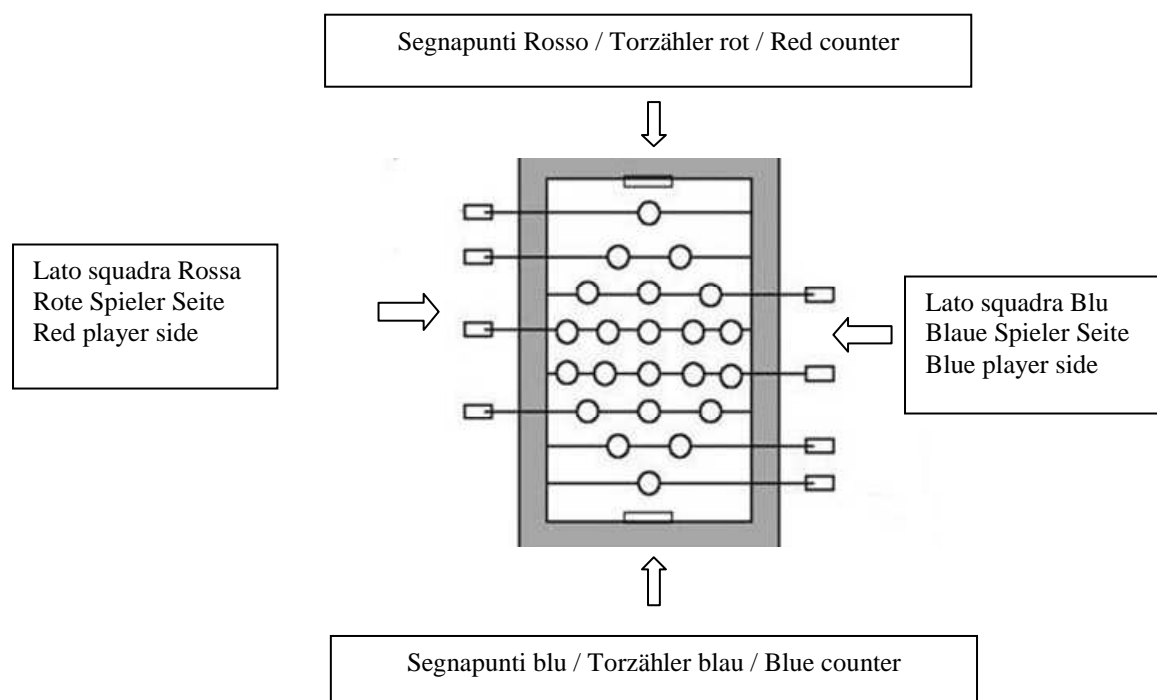 Segnapunti Rosso / Torzähler rot / Red counter
Lato squadra Rossa
Rote Spieler Seite
Red player side
Lato squadra Blu
Blaue Spieler Seite
Blue player side
Segnapunti blu / Torzähler blau / Blue counter